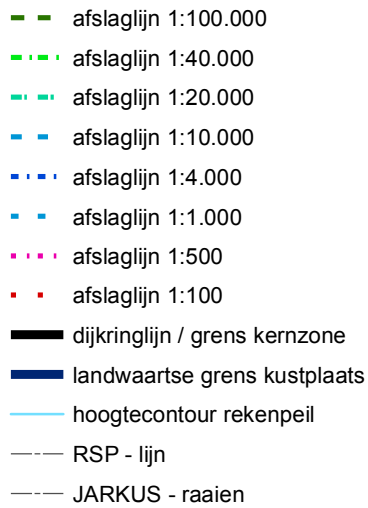 afslaglijn 1:100.000
afslaglijn 1:40.000
afslaglijn 1:20.000
afslaglijn 1:10.000
afslaglijn 1:4.000
afslaglijn 1:1.000
afslaglijn 1:500
afslaglijn 1:100
dijkringlijn / grens kernzone
landwaartse grens kustplaats
hoogtecontour rekenpeil
RSP - lijn
JARKUS - raaien